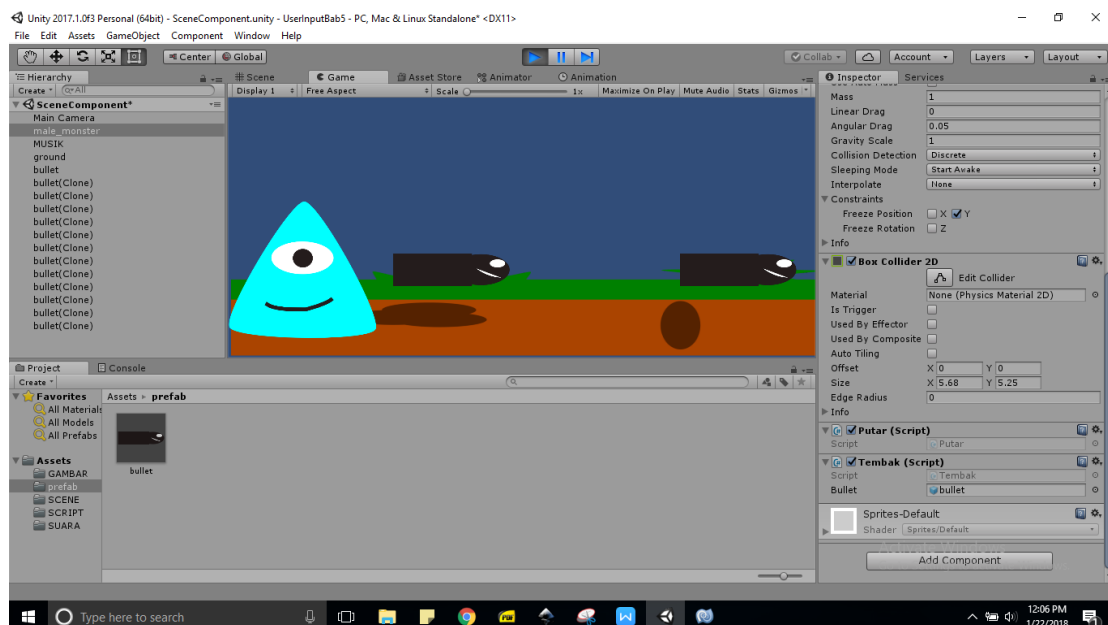 Unity 2017.1.0f3 Personal (64bit) - SceneComponent.unity - UserInputBab5 - PC, Mac & Linux Standalone* <DX11>
File Edit Assets GameObject Component Window Help
Center Global Collab Account Layers Layout
Hierarchy
Create All
SceneComponent*
Main Camera
male_monster
MUSIK
ground
bullet
bullet(Clone)
bullet(Clone)
bullet(Clone)
bullet(Clone)
bullet(Clone)
bullet(Clone)
bullet(Clone)
bullet(Clone)
bullet(Clone)
bullet(Clone)
bullet(Clone)
bullet(Clone)
Scene Game Asset Store Animator Animation
Display 1 Free Aspect Scale 1x Maximize On Play Mute Audio Stats Gizmos
Inspector Services
Mass 1
Linear Drag 0
Angular Drag 0.05
Gravity Scale 1
Collision Detection Discrete
Sleeping Mode Start Awake
Interpolate None
Constraints
Freeze Position X Y
Freeze Rotation Z
Info
Box Collider 2D
Edit Collider
Material None (Physics Material 2D)
Is Trigger
Used By Effector
Used By Composite
Auto Tiling
Offset X 0 Y 0
Size X 5.68 Y 5.25
Edge Radius 0
Info
Putar (Script)
Script Putar
Tembak (Script)
Script Tembak
Bullet bullet
Sprites-Default
Shader Sprites/Default
Add Component
Project Console
Create
Favorites
All Materials
All Models
All Prefabs
Assets
GAMBAR
prefab
SCENE
SCRIPT
SUARA
Assets prefab
bullet
Type here to search
12:06 PM
1/22/2018